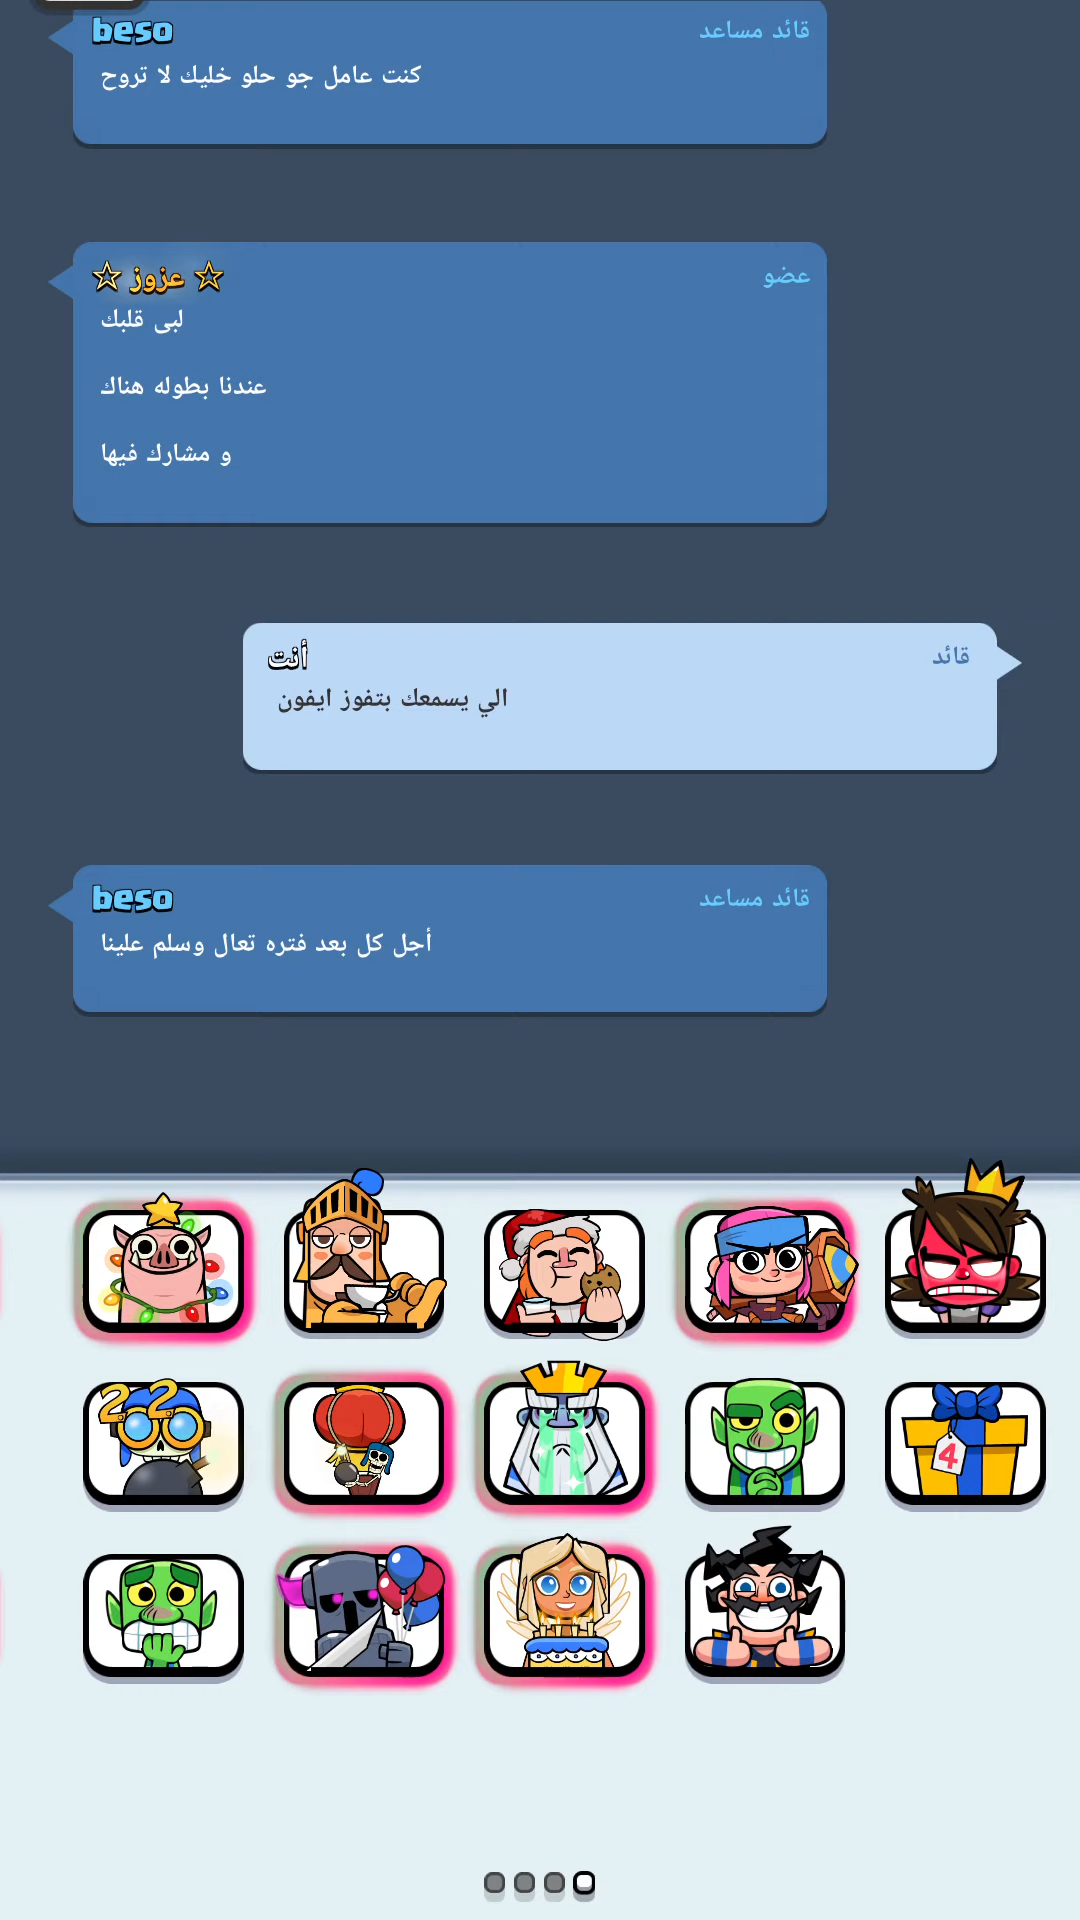 beso
قائد مساعد
كنت عامل جو حلو خليك لا تروح
☆ عزوز ☆
عضو
لبى قلبك
عندنا بطوله هناك
و مشارك فيها
أنت
قائد
الي يسمعك بتفوز ايفون
beso
قائد مساعد
أجل كل بعد فتره تعال وسلم علينا
22
4